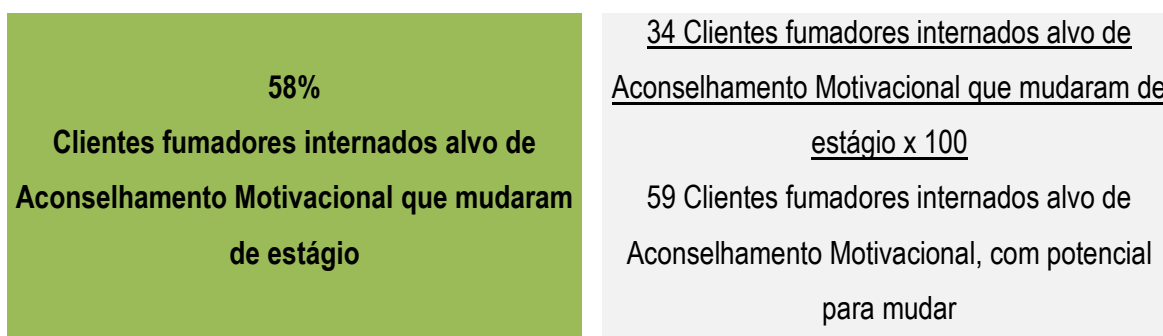 58%
Clientes fumadores internados alvo de
Aconselhamento Motivacional que mudaram
de estágio
34 Clientes fumadores internados alvo de
Aconselhamento Motivacional que mudaram de
estágio x 100
59 Clientes fumadores internados alvo de
Aconselhamento Motivacional, com potencial
para mudar